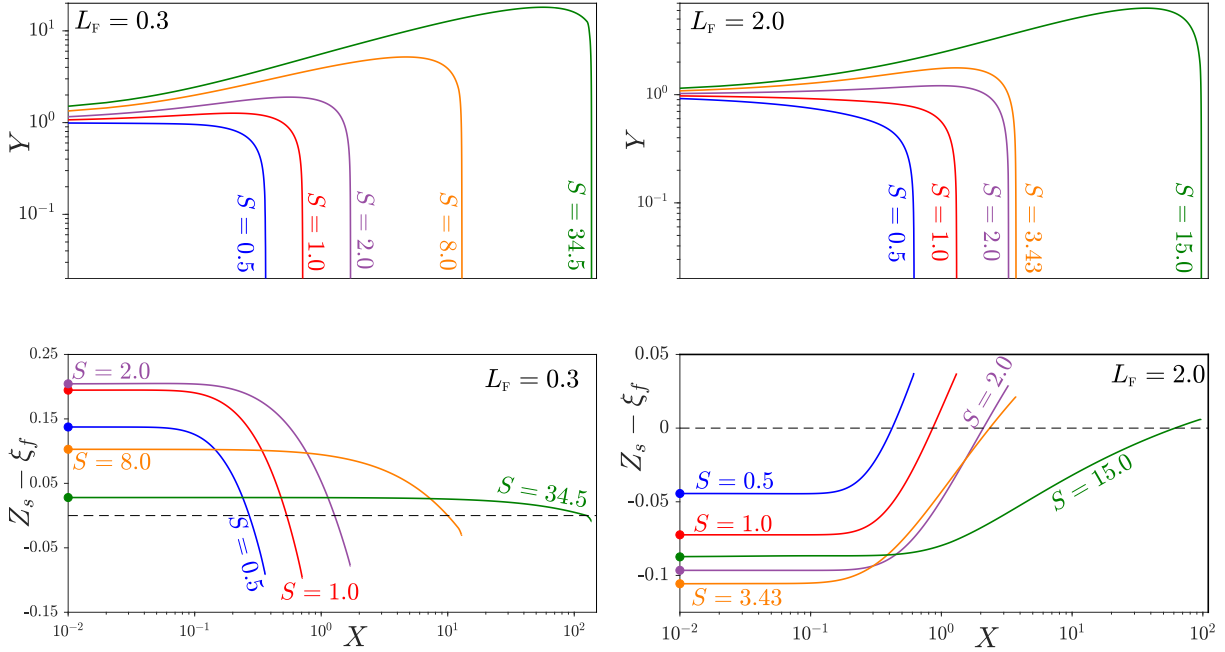 L_F = 0.3
10^1
10^0
10^{-1}
Y
S = 0.5
S = 1.0
S = 2.0
S = 8.0
S = 34.5
L_F = 2.0
10^0
10^{-1}
Y
S = 0.5
S = 1.0
S = 2.0
S = 3.43
S = 15.0
0.25
0.15
0.05
-0.05
-0.15
Z_s − ξ_f
S = 2.0
L_F = 0.3
S = 8.0
S = 34.5
S = 0.5
S = 1.0
10^{-2}
10^{-1}
10^0
10^1
10^2
X
0.05
0
-0.05
-0.1
Z_s − ξ_f
L_F = 2.0
S = 2.0
S = 0.5
S = 15.0
S = 1.0
S = 3.43
10^{-2}
10^{-1}
10^0
10^1
10^2
X